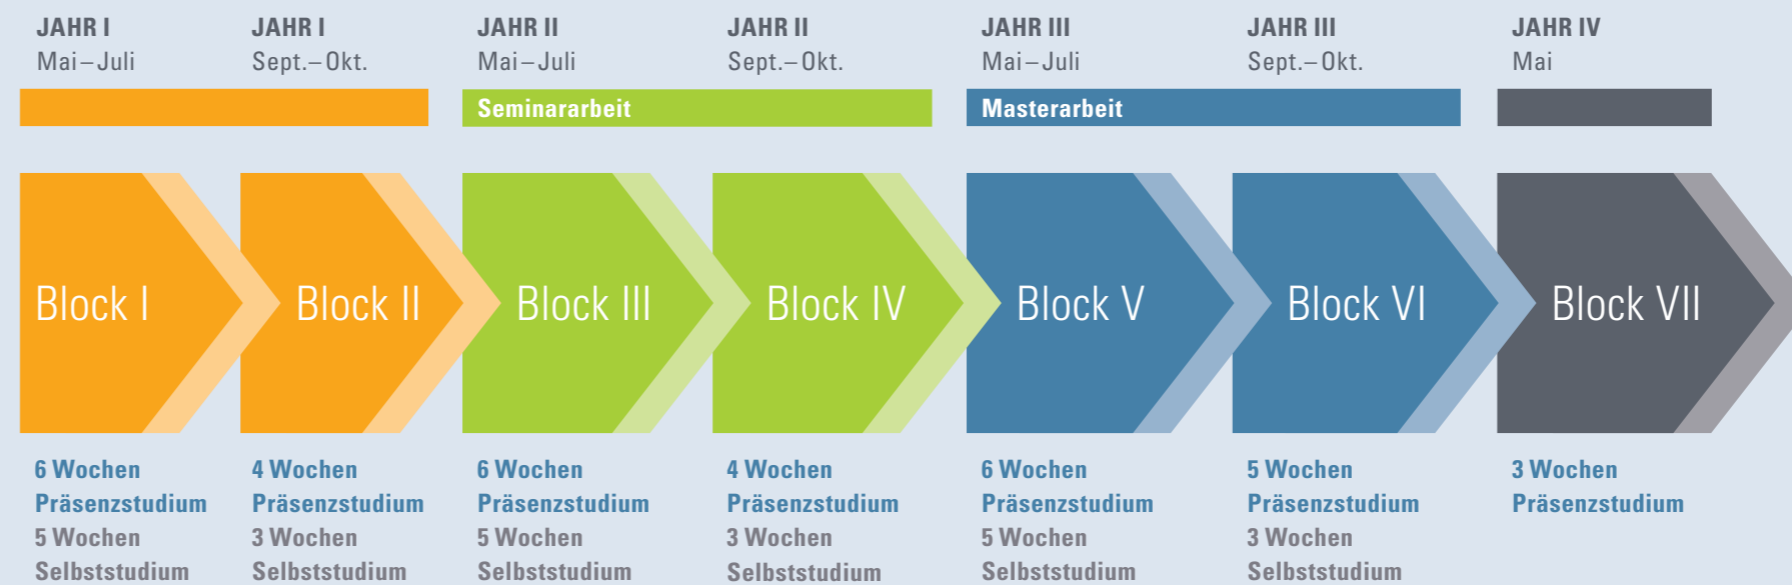 JAHR I
Mai–Juli
JAHR I
Sept.–Okt.
JAHR II
Mai–Juli
JAHR II
Sept.–Okt.
JAHR III
Mai–Juli
JAHR III
Sept.–Okt.
JAHR IV
Mai
Seminararbeit
Masterarbeit
Block I
Block II
Block III
Block IV
Block V
Block VI
Block VII
6 Wochen
Präsenzstudium
5 Wochen
Selbststudium
4 Wochen
Präsenzstudium
3 Wochen
Selbststudium
6 Wochen
Präsenzstudium
5 Wochen
Selbststudium
4 Wochen
Präsenzstudium
3 Wochen
Selbststudium
6 Wochen
Präsenzstudium
5 Wochen
Selbststudium
5 Wochen
Präsenzstudium
3 Wochen
Selbststudium
3 Wochen
Präsenzstudium